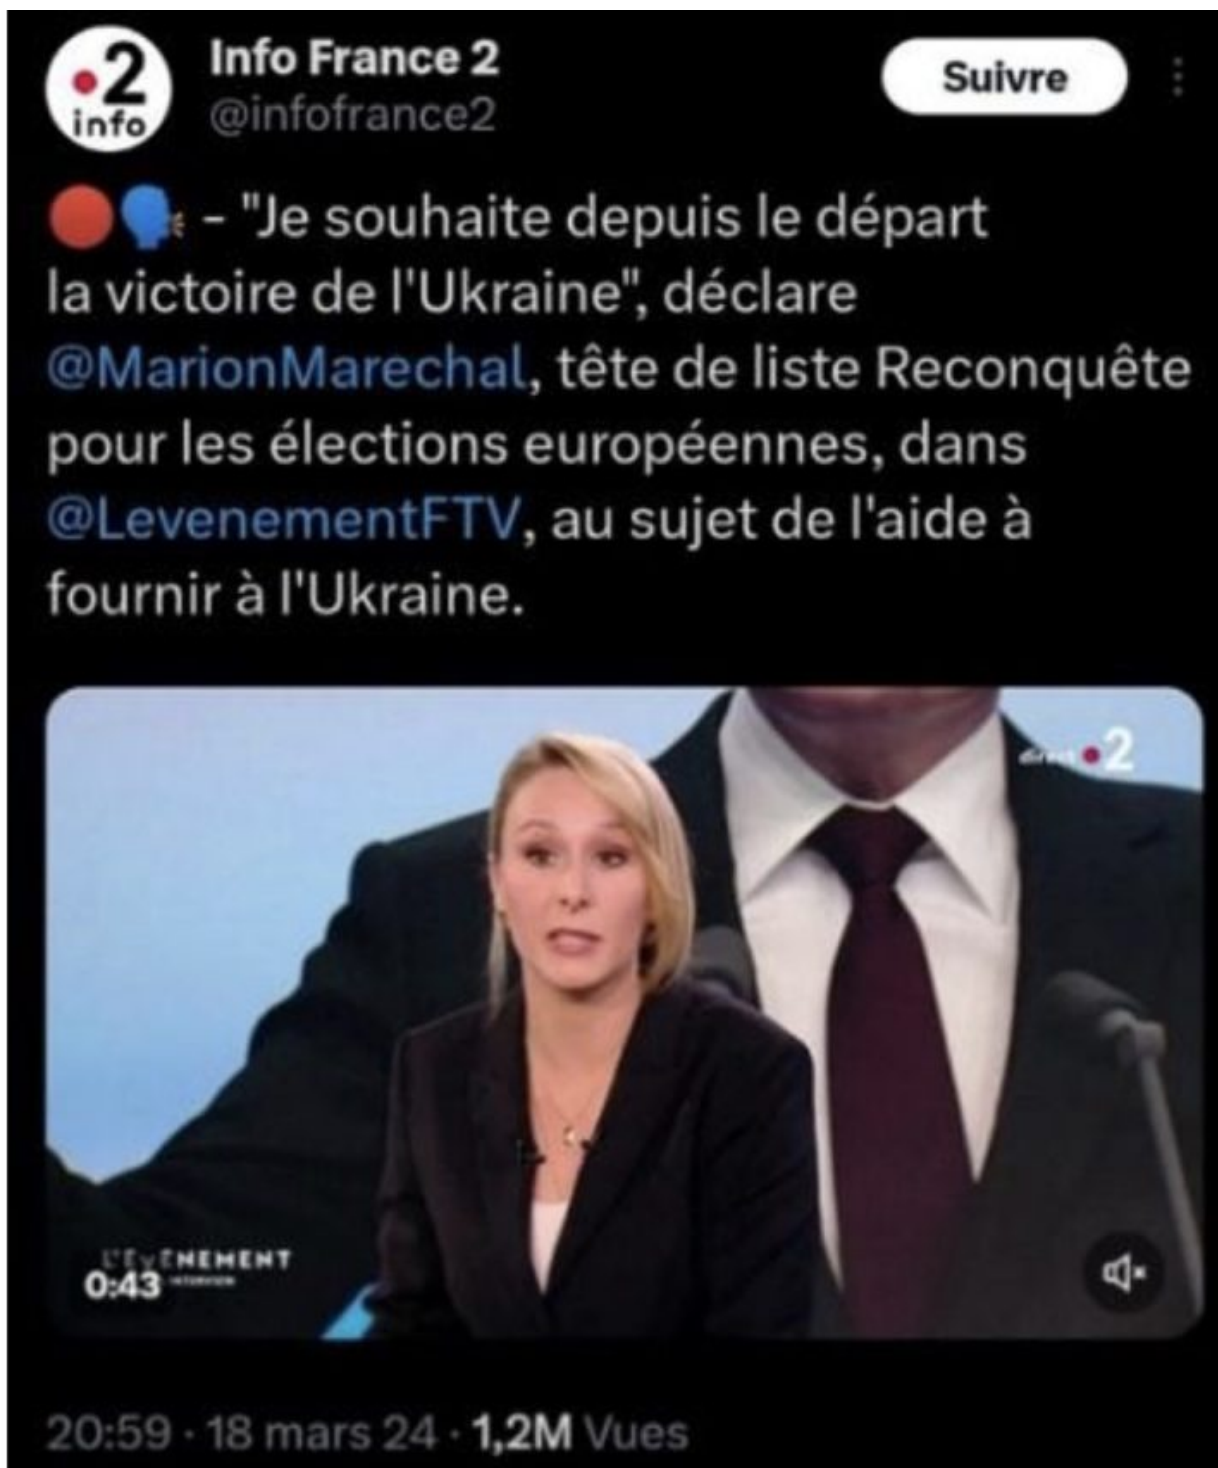 •2
info
Info France 2
@infofrance2
Suivre
🔴🗣 - "Je souhaite depuis le départ
la victoire de l'Ukraine", déclare
@MarionMarechal, tête de liste Reconquête
pour les élections européennes, dans
@LevenementFTV, au sujet de l'aide à
fournir à l'Ukraine.
direct •2
L'ÉVÉNEMENT
0:43
20:59 · 18 mars 24 · 1,2M Vues